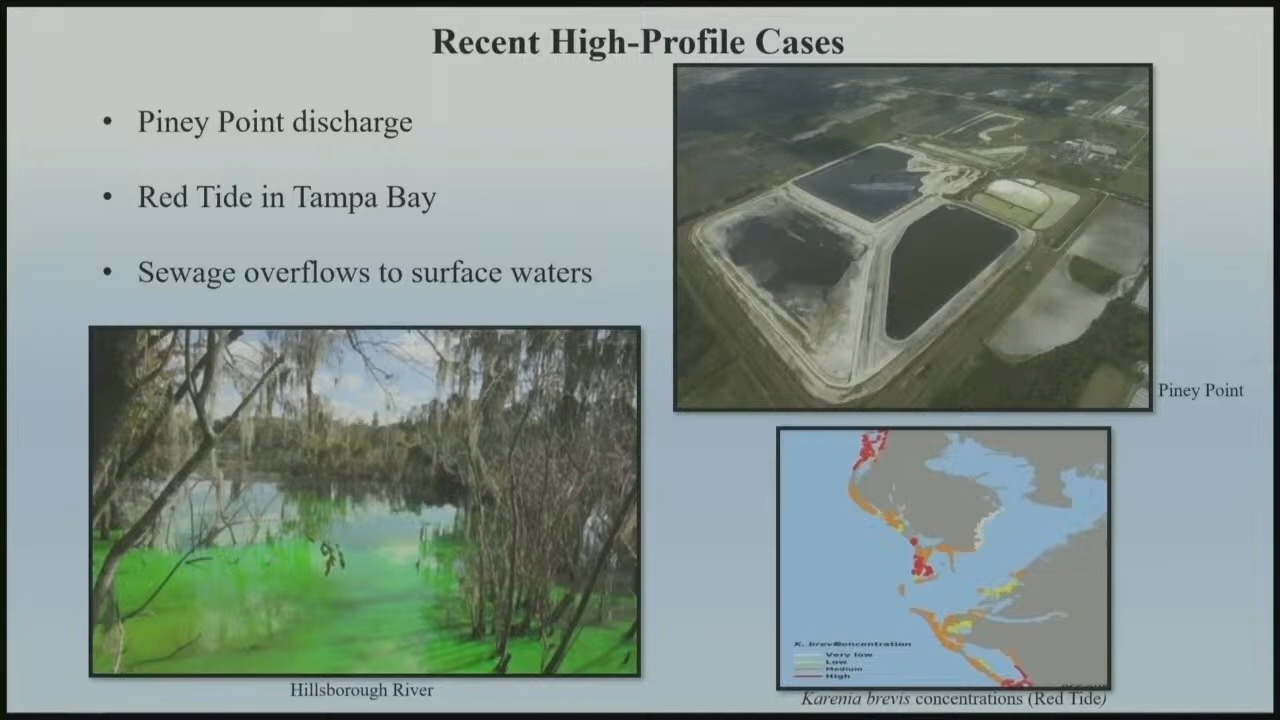 Recent High-Profile Cases
• Piney Point discharge
• Red Tide in Tampa Bay
• Sewage overflows to surface waters
Piney Point
K. brevis Concentration
Very low
Low
Medium
High
Hillsborough River
Karenia brevis concentrations (Red Tide)